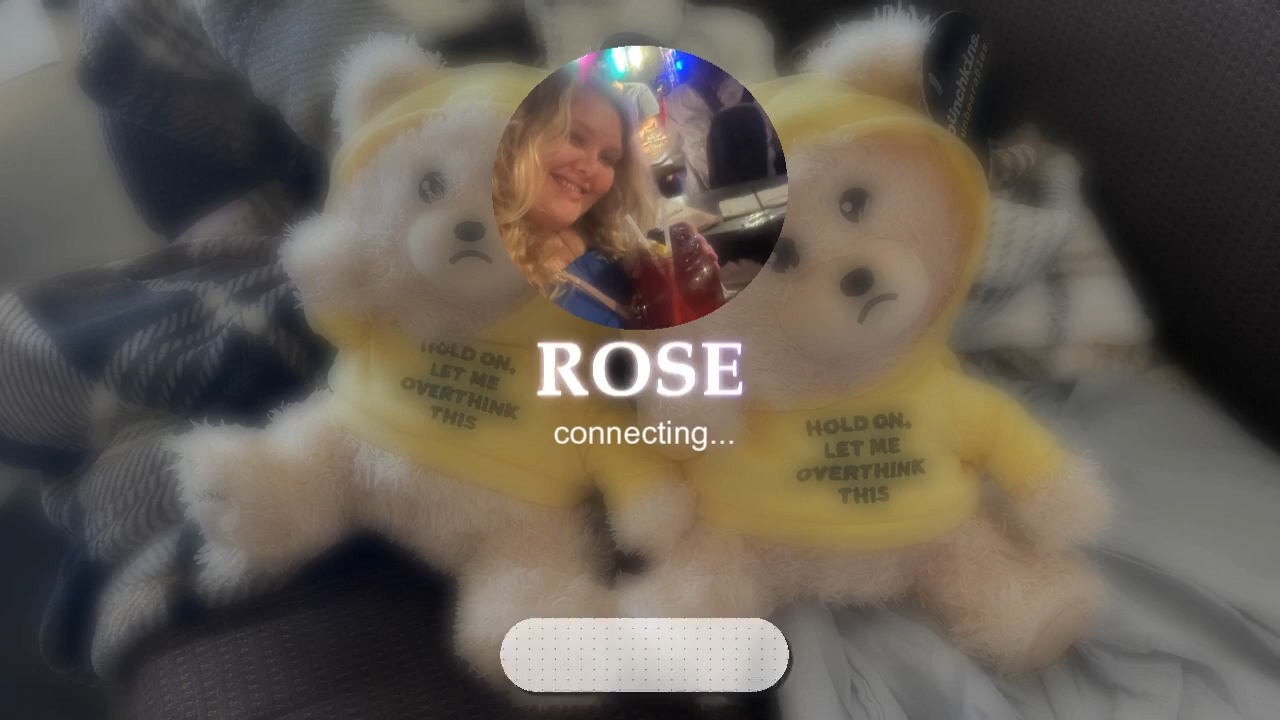 ROSE
connecting...
HOLD ON,
LET ME
OVERTHINK
THIS
HOLD ON,
LET ME
OVERTHINK
THIS